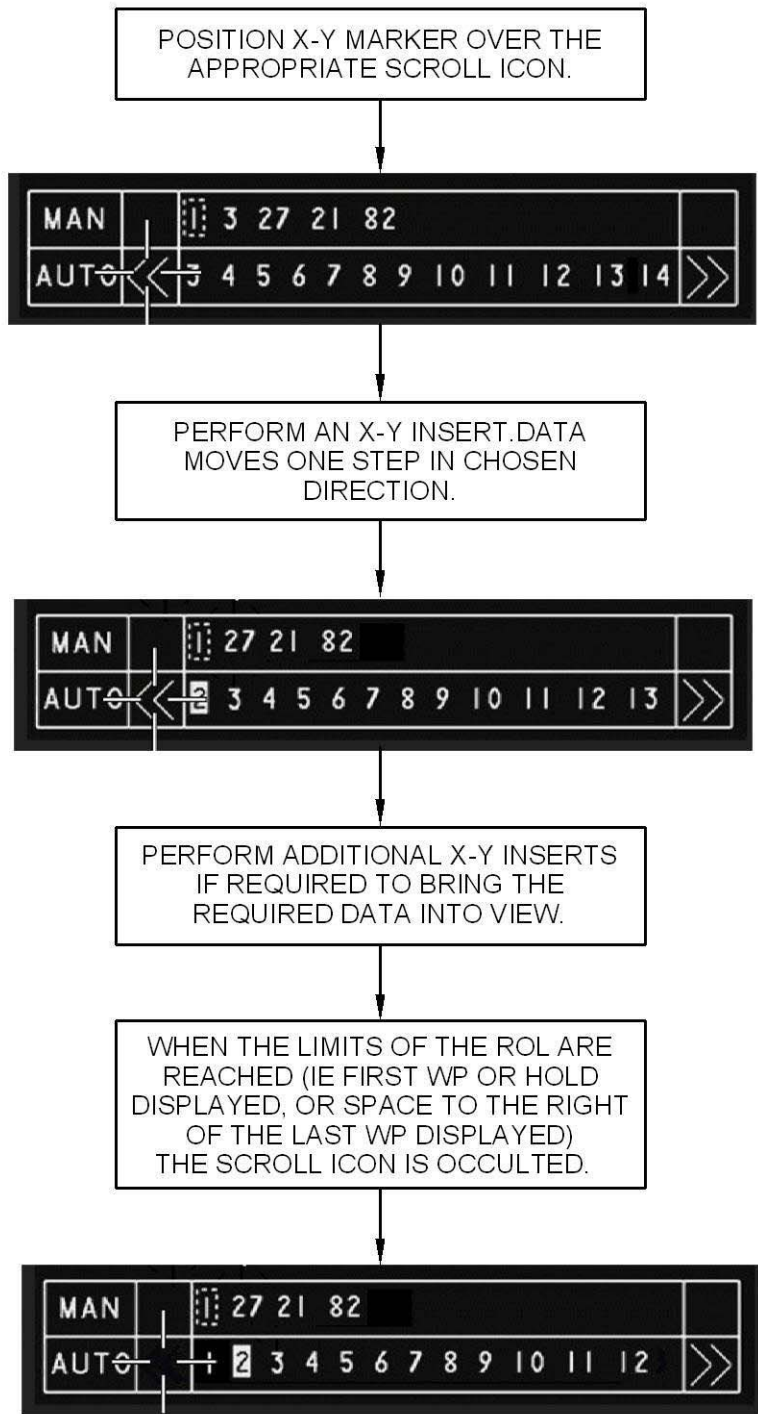 POSITION X-Y MARKER OVER THE
APPROPRIATE SCROLL ICON.
MAN 1 3 27 21 82
AUTO << 3 4 5 6 7 8 9 10 11 12 13 14 >>
PERFORM AN X-Y INSERT.DATA
MOVES ONE STEP IN CHOSEN
DIRECTION.
MAN 1 27 21 82
AUTO << 2 3 4 5 6 7 8 9 10 11 12 13 >>
PERFORM ADDITIONAL X-Y INSERTS
IF REQUIRED TO BRING THE
REQUIRED DATA INTO VIEW.
WHEN THE LIMITS OF THE ROL ARE
REACHED (IE FIRST WP OR HOLD
DISPLAYED, OR SPACE TO THE RIGHT
OF THE LAST WP DISPLAYED)
THE SCROLL ICON IS OCCULTED.
MAN 1 27 21 82
AUTO 1 2 3 4 5 6 7 8 9 10 11 12 >>